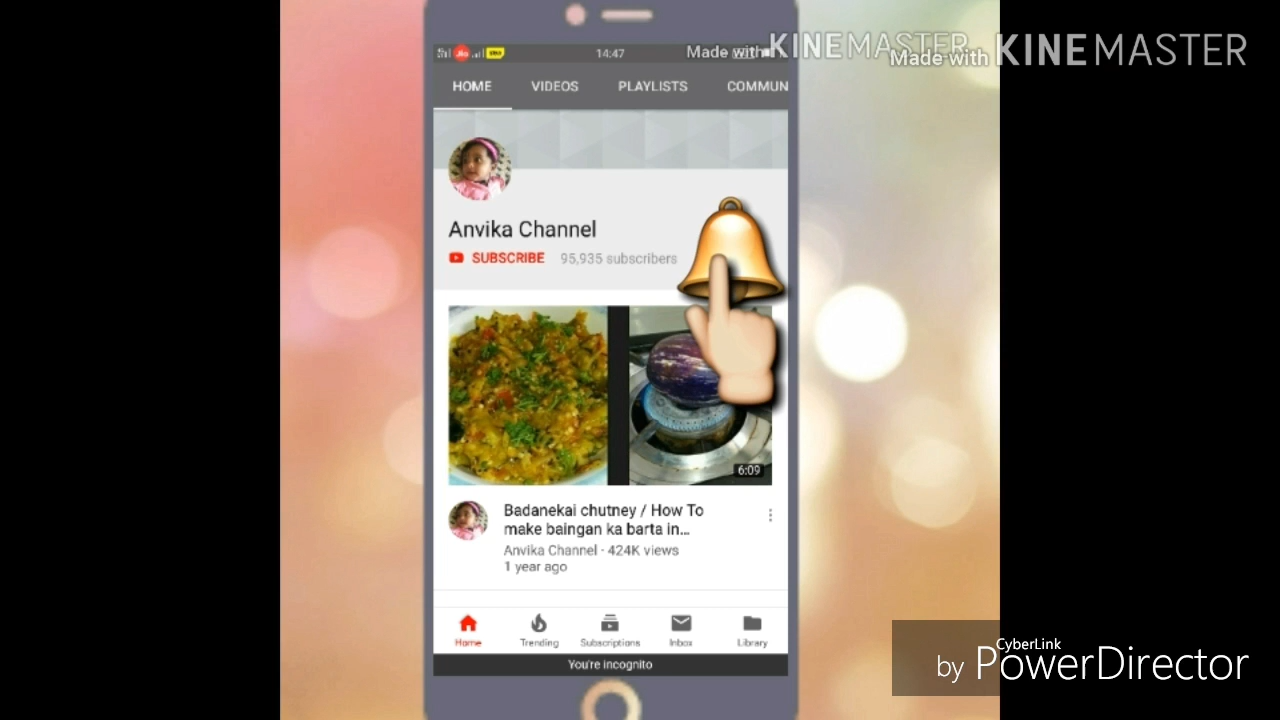 14:47
Made with KINEMASTER
Made with KINEMASTER
HOME VIDEOS PLAYLISTS COMMUN
Anvika Channel
SUBSCRIBE 95,935 subscribers
6:09
Badanekai chutney / How To
make baingan ka barta in...
Anvika Channel · 424K views
1 year ago
Home Trending Subscriptions Inbox Library
You're incognito
CyberLink
by PowerDirector